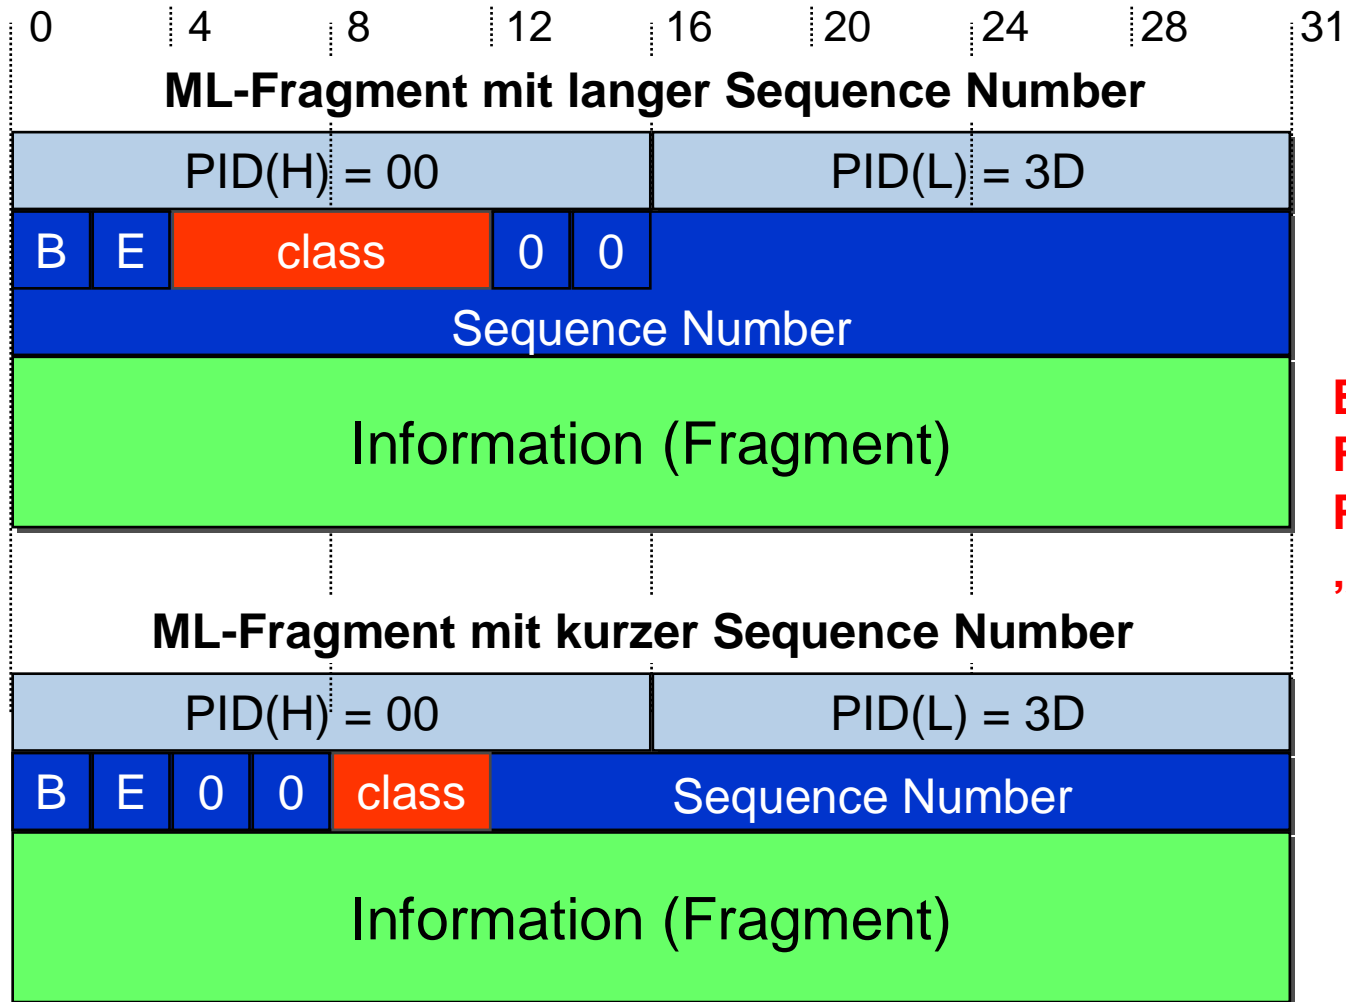 0 4 8 12 16 20 24 28 31
ML-Fragment mit langer Sequence Number
PID(H) = 00 PID(L) = 3D
B E class 0 0
Sequence Number
Information (Fragment)
ML-Fragment mit kurzer Sequence Number
PID(H) = 00 PID(L) = 3D
B E 0 0 class Sequence Number
Information (Fragment)